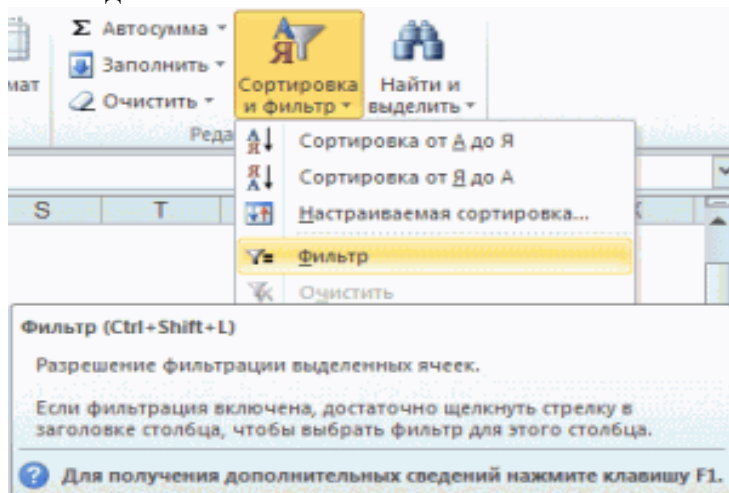 Σ Автосумма
Заполнить
Очистить
мат
Сортировка и фильтр
Найти и выделить
Реда
Сортировка от А до Я
Сортировка от Я до А
Настраиваемая сортировка...
Фильтр
Очистить
S T
Фильтр (Ctrl+Shift+L)
Разрешение фильтрации выделенных ячеек.
Если фильтрация включена, достаточно щелкнуть стрелку в
заголовке столбца, чтобы выбрать фильтр для этого столбца.
Для получения дополнительных сведений нажмите клавишу F1.